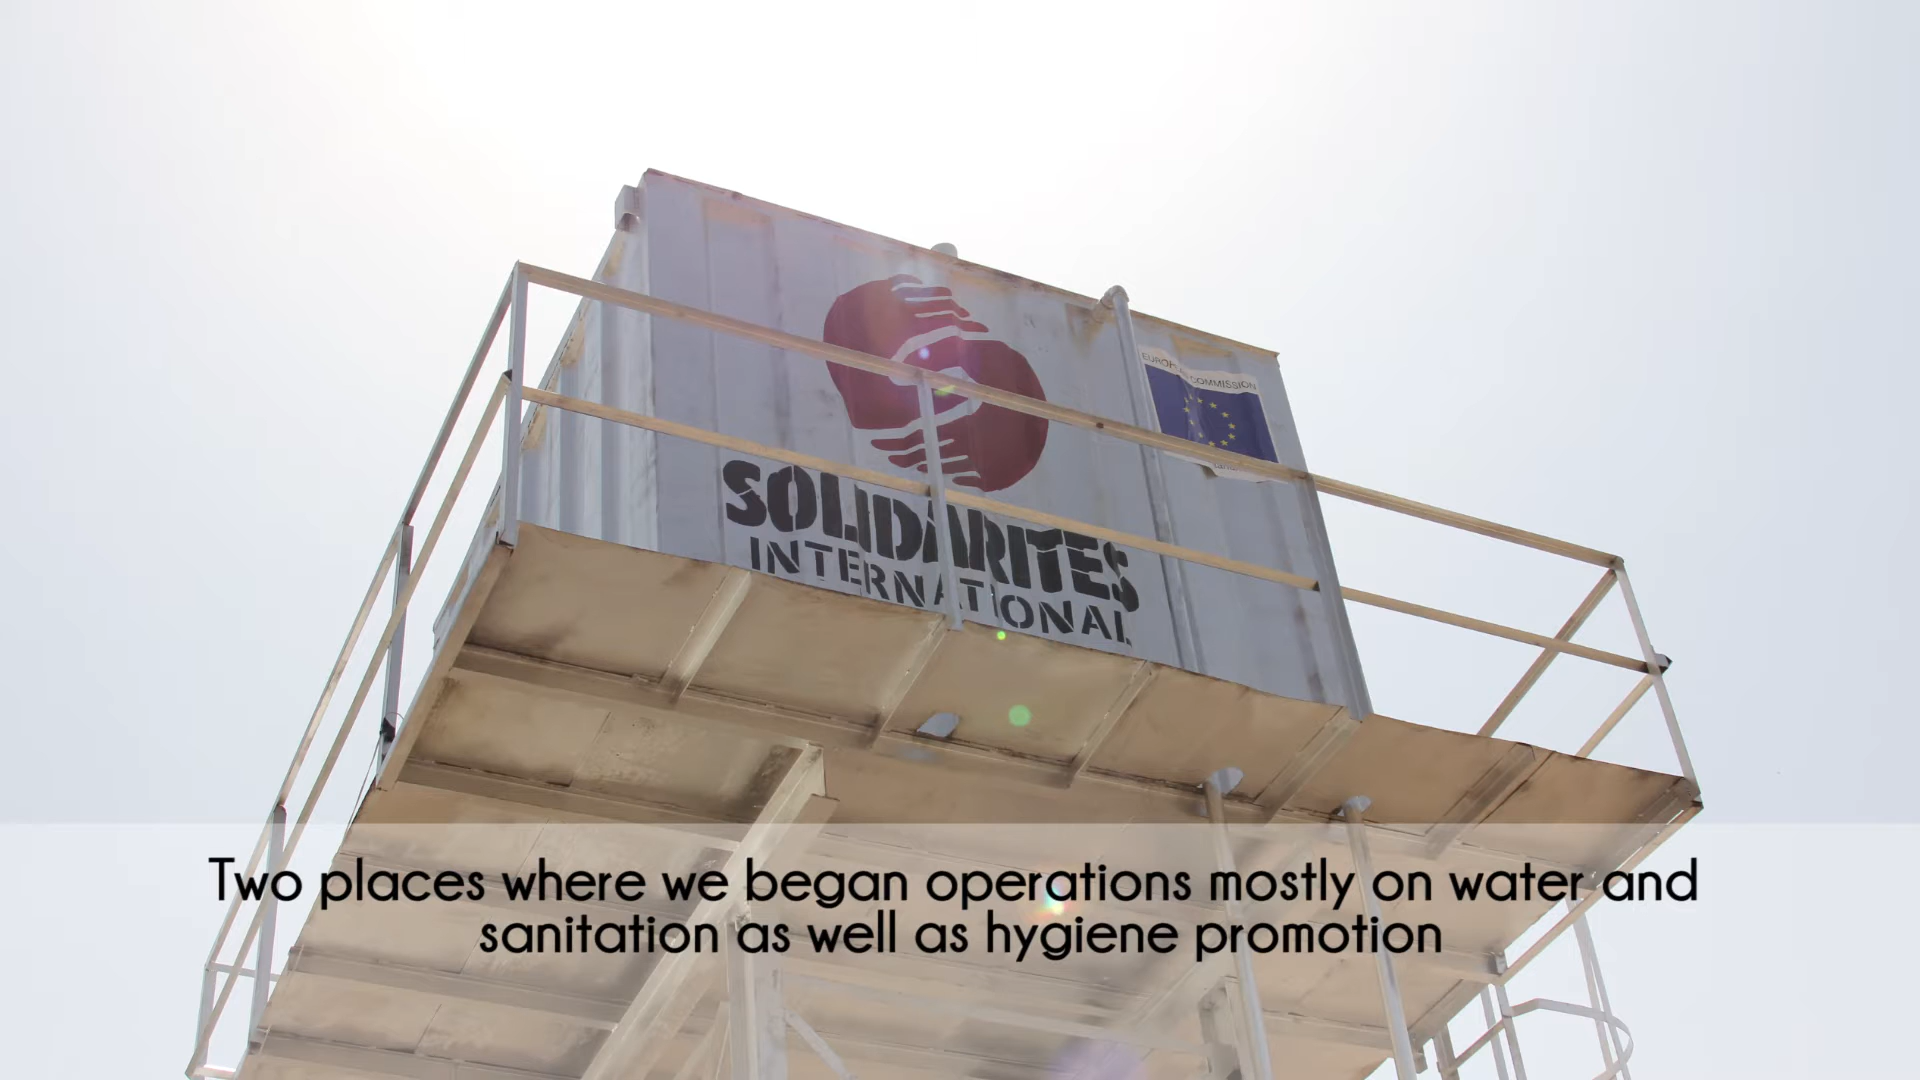 EUROPEAN COMMISSION
SOLIDARITES
INTERNATIONAL
Two places where we began operations mostly on water and
sanitation as well as hygiene promotion